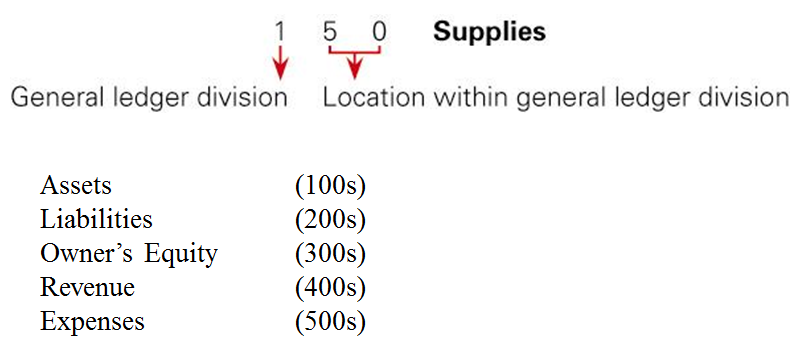 1 5 0 Supplies
General ledger division Location within general ledger division
Assets (100s)
Liabilities (200s)
Owner’s Equity (300s)
Revenue (400s)
Expenses (500s)